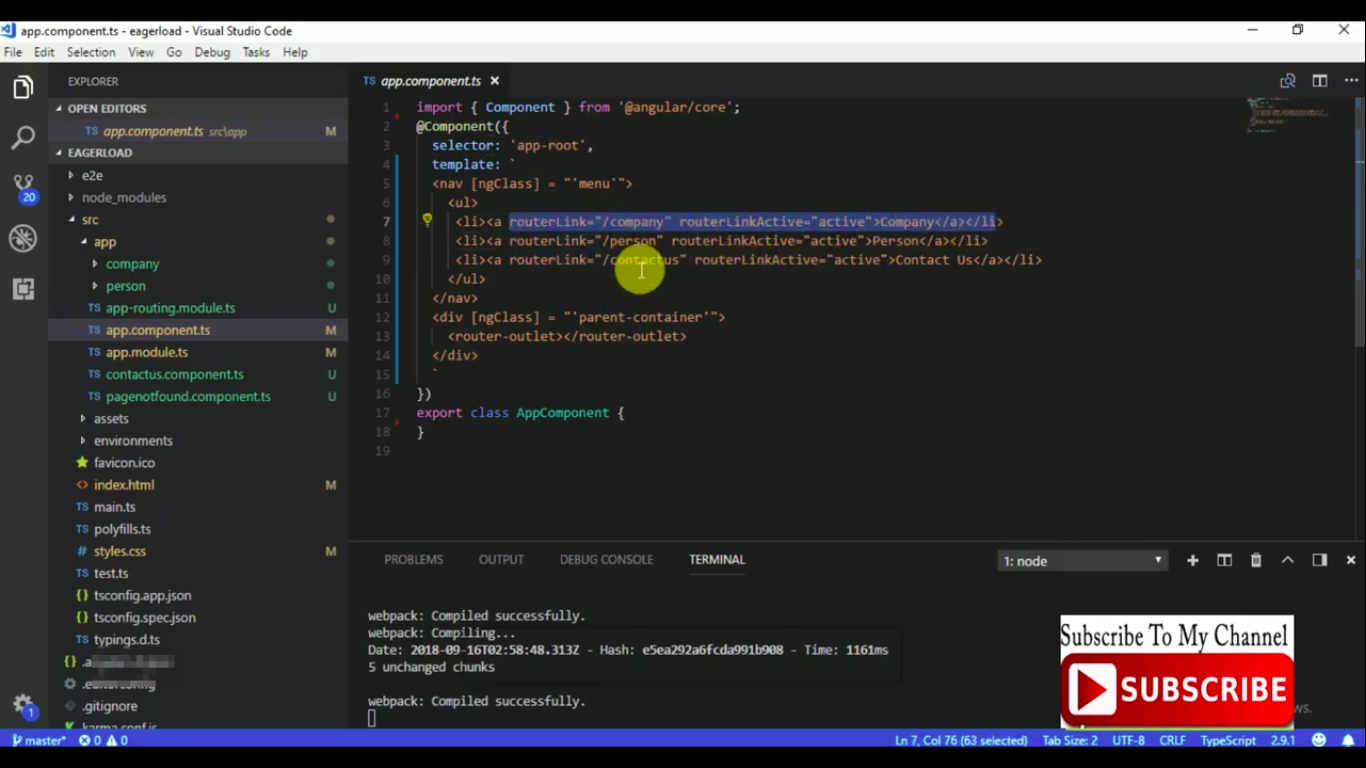 app.component.ts - eagerload - Visual Studio Code
File Edit Selection View Go Debug Tasks Help
EXPLORER
OPEN EDITORS
TS app.component.ts src\app M
EAGERLOAD
e2e
node_modules
src
app
company
person
TS app-routing.module.ts U
TS app.component.ts M
TS app.module.ts M
TS contactus.component.ts U
TS pagenotfound.component.ts U
assets
environments
favicon.ico
<> index.html M
TS main.ts
TS polyfills.ts
# styles.css M
TS test.ts
{} tsconfig.app.json
{} tsconfig.spec.json
TS typings.d.ts
.editorconfig
.gitignore
karma.conf.js
20
1
TS app.component.ts
1 import { Component } from '@angular/core';
2 @Component({
3 selector: 'app-root',
4 template: `
5 <nav [ngClass] = "'menu'">
6 <ul>
7 <li><a routerLink="/company" routerLinkActive="active">Company</a></li>
8 <li><a routerLink="/person" routerLinkActive="active">Person</a></li>
9 <li><a routerLink="/contactus" routerLinkActive="active">Contact Us</a></li>
10 </ul>
11 </nav>
12 <div [ngClass] = "'parent-container'">
13 <router-outlet></router-outlet>
14 </div>
15 `
16 })
17 export class AppComponent {
18 }
19
PROBLEMS OUTPUT DEBUG CONSOLE TERMINAL 1: node
webpack: Compiled successfully.
webpack: Compiling...
Date: 2018-09-16T02:58:48.313Z - Hash: e5ea292a6fcda991b908 - Time: 1161ms
5 unchanged chunks
webpack: Compiled successfully.
Subscribe To My Channel
SUBSCRIBE
master* 0 0 Ln 7, Col 76 (63 selected) Tab Size: 2 UTF-8 CRLF TypeScript 2.9.1